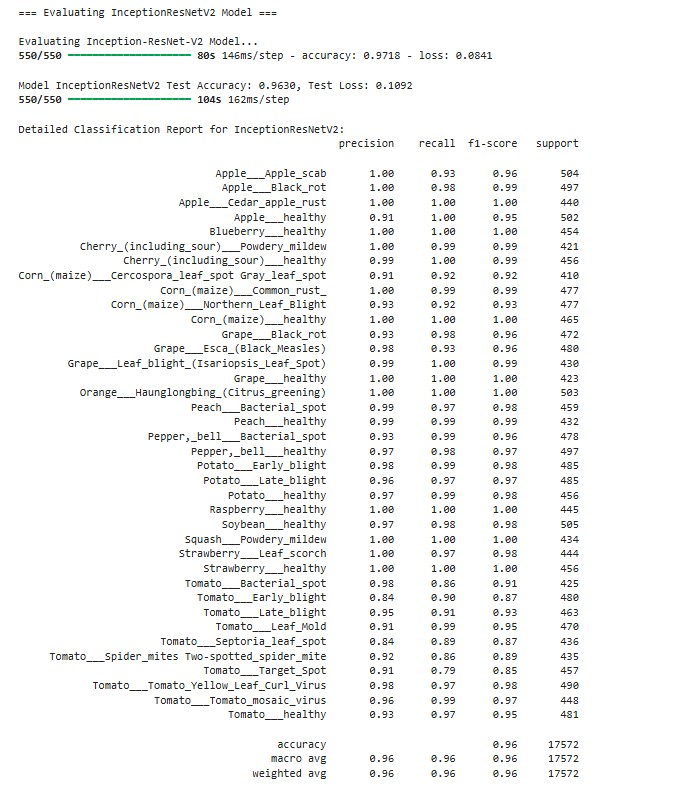 === Evaluating InceptionResNetV2 Model ===
Evaluating Inception-ResNet-V2 Model...
550/550 ━━━━━━━━━━━━━━━━━━━━ 80s 146ms/step - accuracy: 0.9718 - loss: 0.0841
Model InceptionResNetV2 Test Accuracy: 0.9630, Test Loss: 0.1092
550/550 ━━━━━━━━━━━━━━━━━━━━ 104s 162ms/step
Detailed Classification Report for InceptionResNetV2:
precision recall f1-score support
Apple___Apple_scab 1.00 0.93 0.96 504
Apple___Black_rot 1.00 0.98 0.99 497
Apple___Cedar_apple_rust 1.00 1.00 1.00 440
Apple___healthy 0.91 1.00 0.95 502
Blueberry___healthy 1.00 1.00 1.00 454
Cherry_(including_sour)___Powdery_mildew 1.00 0.99 0.99 421
Cherry_(including_sour)___healthy 0.99 1.00 0.99 456
Corn_(maize)___Cercospora_leaf_spot Gray_leaf_spot 0.91 0.92 0.92 410
Corn_(maize)___Common_rust_ 1.00 0.99 0.99 477
Corn_(maize)___Northern_Leaf_Blight 0.93 0.92 0.93 477
Corn_(maize)___healthy 1.00 1.00 1.00 465
Grape___Black_rot 0.93 0.98 0.96 472
Grape___Esca_(Black_Measles) 0.98 0.93 0.96 480
Grape___Leaf_blight_(Isariopsis_Leaf_Spot) 0.99 1.00 0.99 430
Grape___healthy 1.00 1.00 1.00 423
Orange___Haunglongbing_(Citrus_greening) 1.00 1.00 1.00 503
Peach___Bacterial_spot 0.99 0.97 0.98 459
Peach___healthy 0.99 0.99 0.99 432
Pepper,_bell___Bacterial_spot 0.93 0.99 0.96 478
Pepper,_bell___healthy 0.97 0.98 0.97 497
Potato___Early_blight 0.98 0.99 0.98 485
Potato___Late_blight 0.96 0.97 0.97 485
Potato___healthy 0.97 0.99 0.98 456
Raspberry___healthy 1.00 1.00 1.00 445
Soybean___healthy 0.97 0.98 0.98 505
Squash___Powdery_mildew 1.00 1.00 1.00 434
Strawberry___Leaf_scorch 1.00 0.97 0.98 444
Strawberry___healthy 1.00 1.00 1.00 456
Tomato___Bacterial_spot 0.98 0.86 0.91 425
Tomato___Early_blight 0.84 0.90 0.87 480
Tomato___Late_blight 0.95 0.91 0.93 463
Tomato___Leaf_Mold 0.91 0.99 0.95 470
Tomato___Septoria_leaf_spot 0.84 0.89 0.87 436
Tomato___Spider_mites Two-spotted_spider_mite 0.92 0.86 0.89 435
Tomato___Target_Spot 0.91 0.79 0.85 457
Tomato___Tomato_Yellow_Leaf_Curl_Virus 0.98 0.97 0.98 490
Tomato___Tomato_mosaic_virus 0.96 0.99 0.97 448
Tomato___healthy 0.93 0.97 0.95 481
accuracy 0.96 17572
macro avg 0.96 0.96 0.96 17572
weighted avg 0.96 0.96 0.96 17572